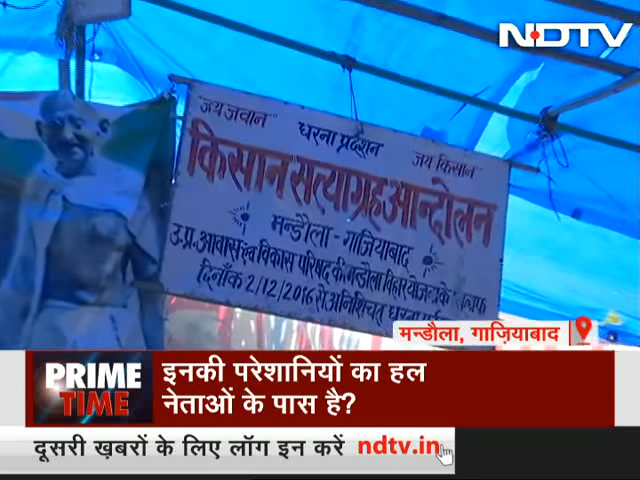 NDTV
जय जवान
धरना प्रदर्शन
जय किसान
किसान सत्याग्रह आन्दोलन
मन्डौला - गाजियाबाद
उ.प्र. आवास एवं विकास परिषद की मन्डौला विहार योजना के
दिनाँक 2/12/2016 से अनिश्चित धरना
मन्डौला, गाज़ियाबाद
PRIME TIME
इनकी परेशानियों का हल
नेताओं के पास है?
दूसरी ख़बरों के लिए लॉग इन करें ndtv.in